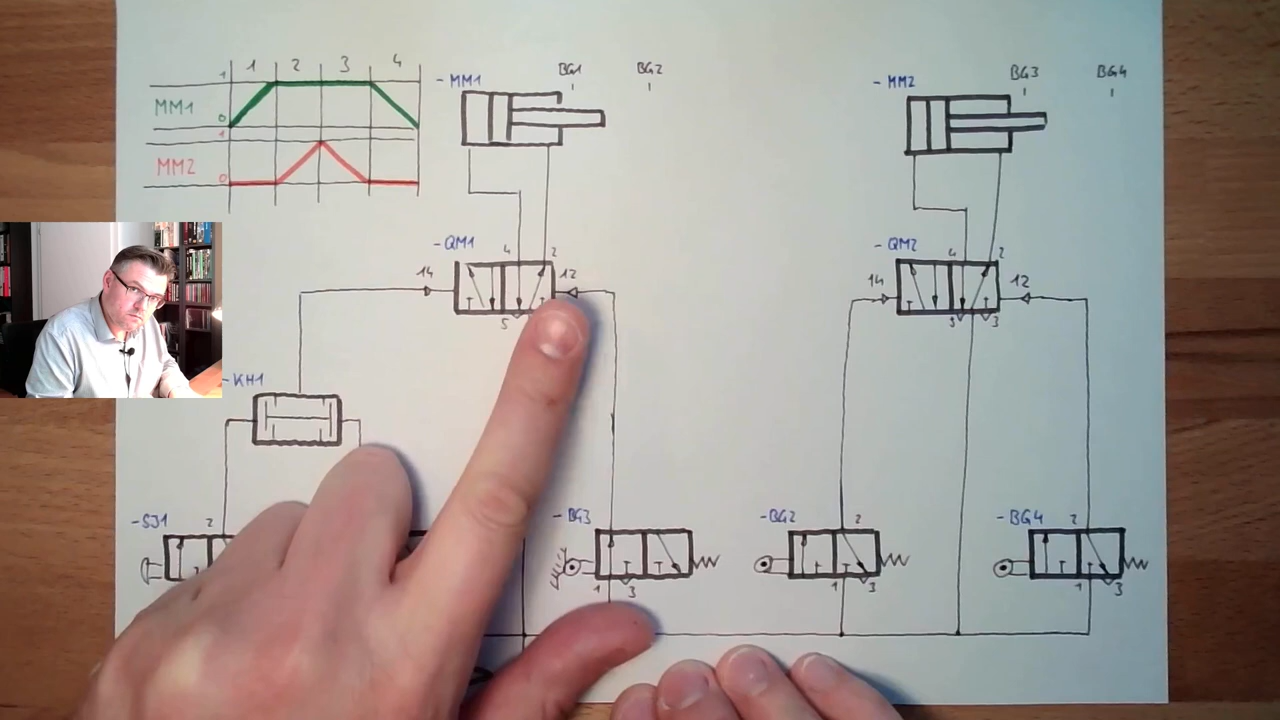 1 2 3 4
1
MM1
0
1
MM2
0
-MM1 BG1 BG2
-MM2 BG3 BG4
-QM1 4 2
14 12
5
-QM2 4 2
14 12
5 3
-KH1
-SJ1 2
-BG3
1 3
-BG2 2
1 3
-BG4 2
1 3